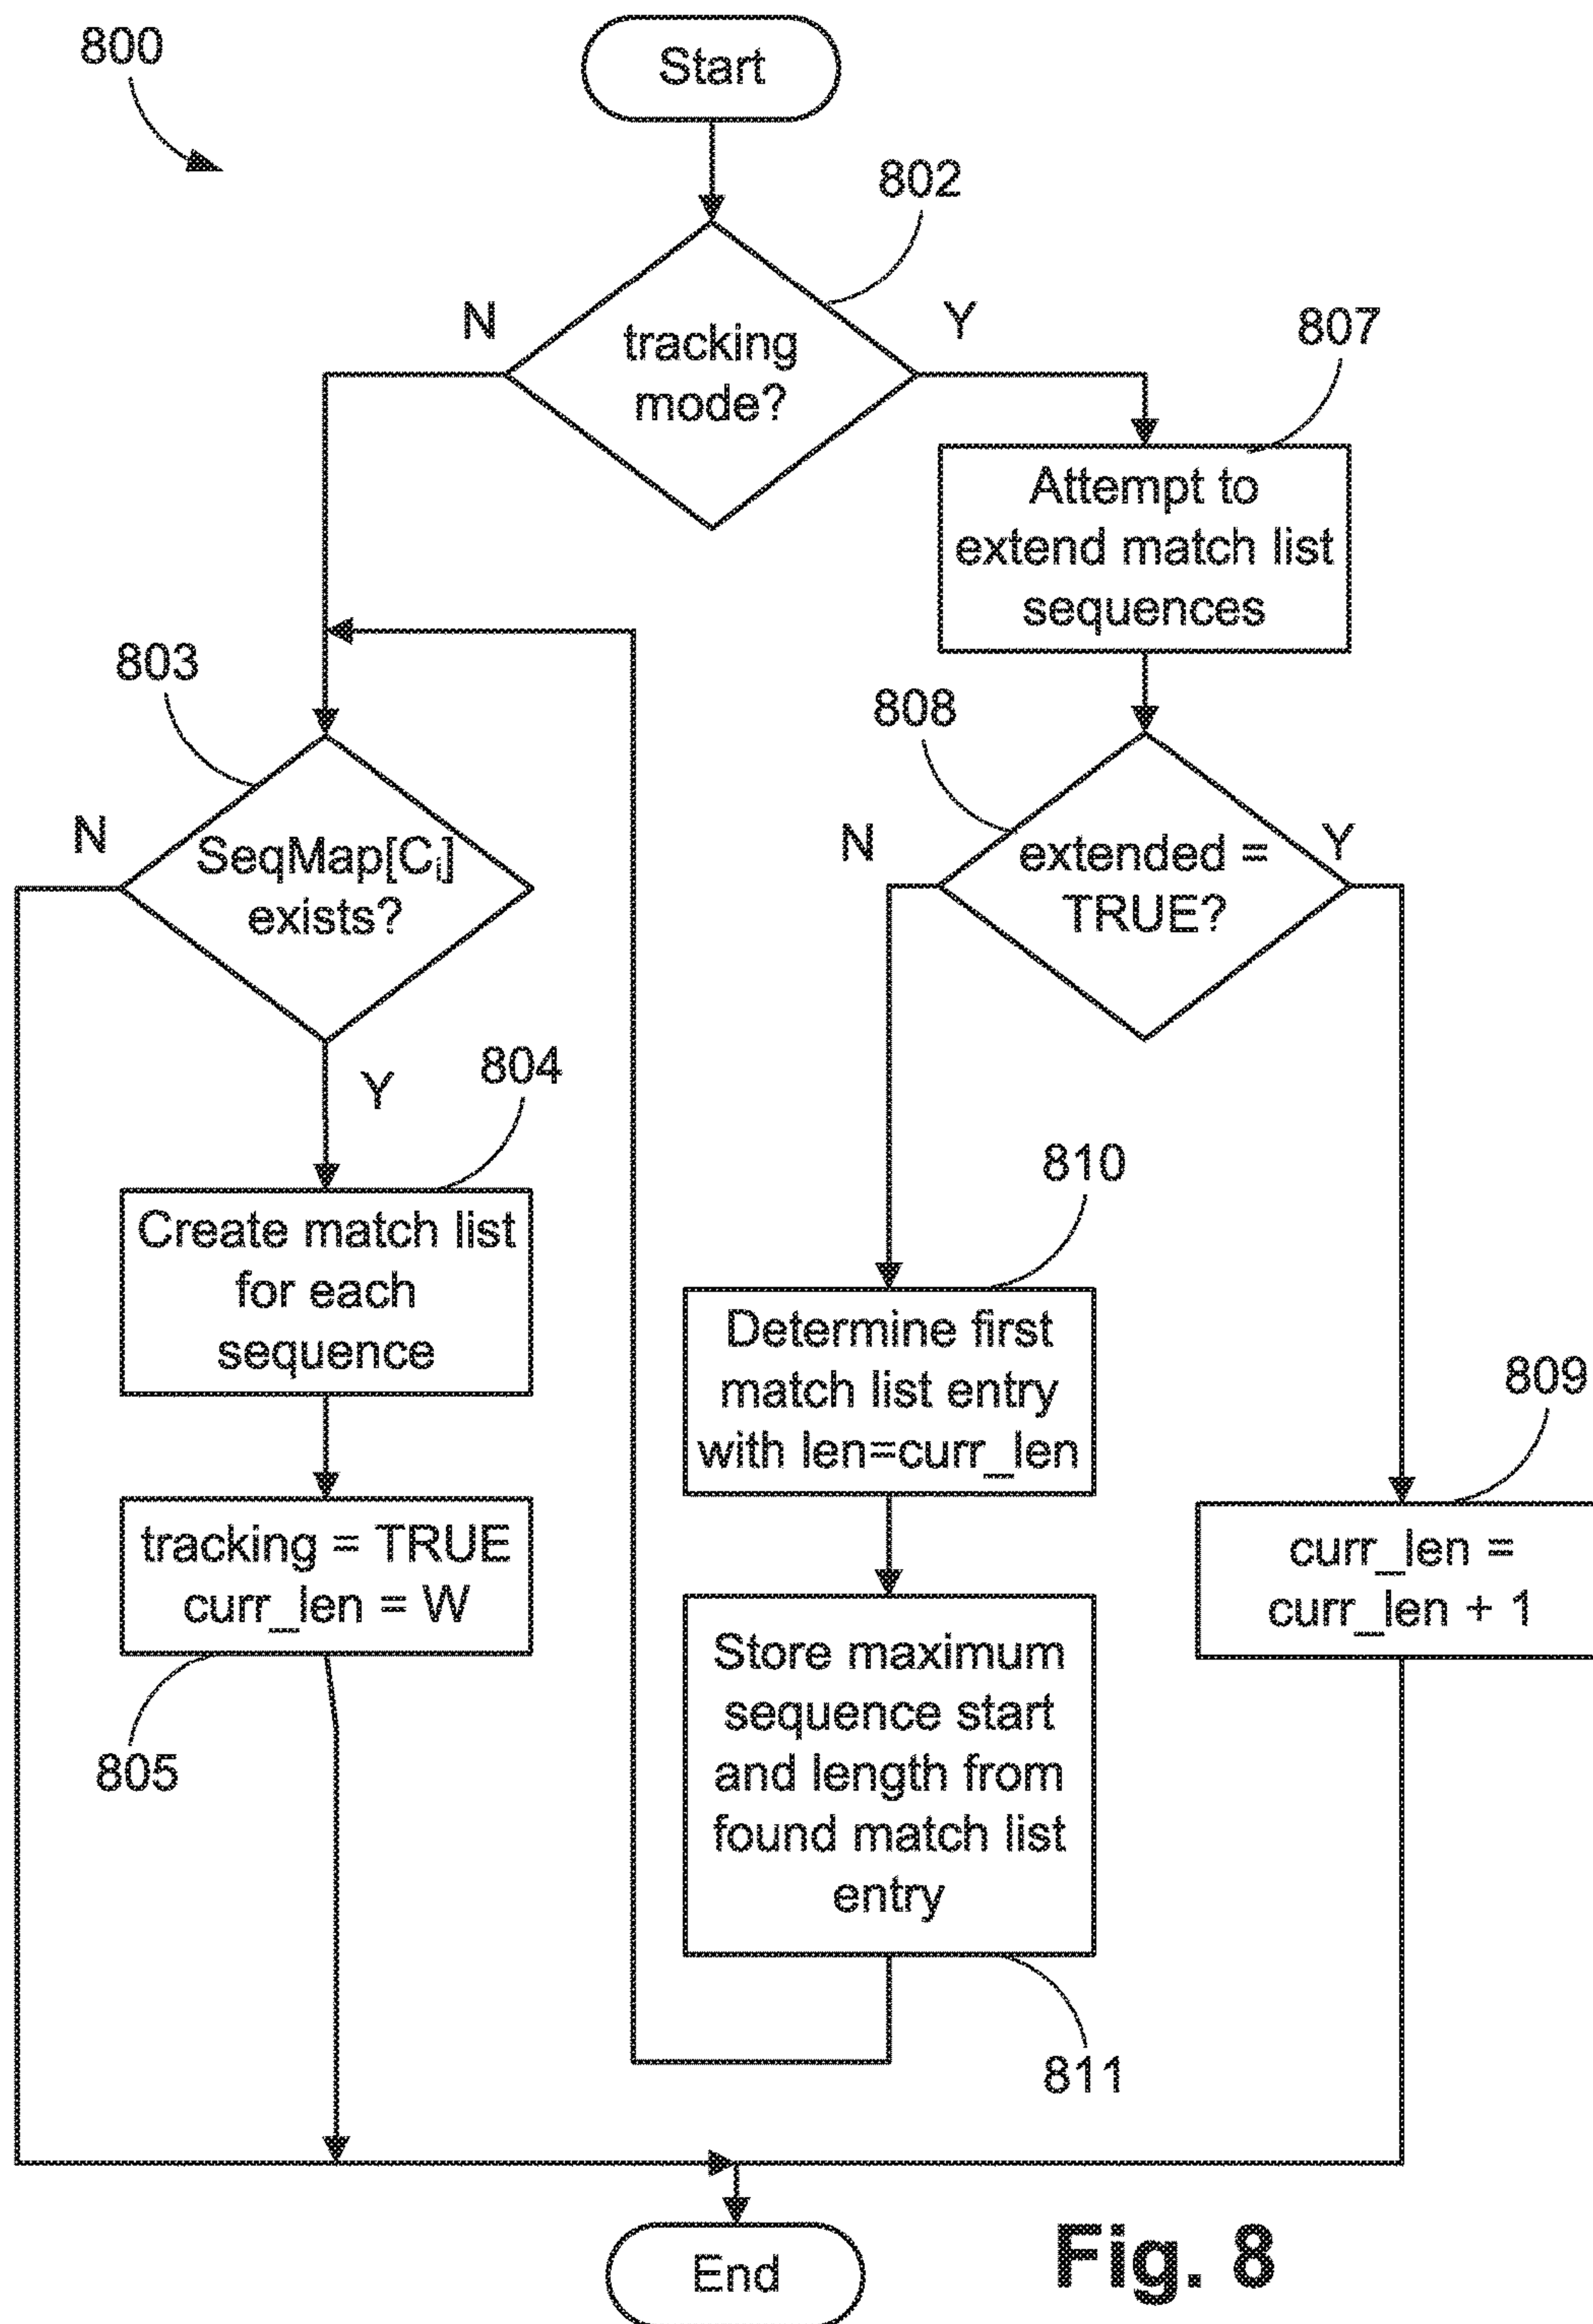 800
Start
802
N
Y
tracking
mode?
807
Attempt to
extend match list
sequences
803
808
N
SeqMap[Ci]
exists?
N
extended =
TRUE?
Y
Y
804
810
Create match list
for each
sequence
Determine first
match list entry
with len=curr_len
809
tracking = TRUE
curr_len = W
curr_len =
curr_len + 1
805
Store maximum
sequence start
and length from
found match list
entry
811
End
Fig. 8